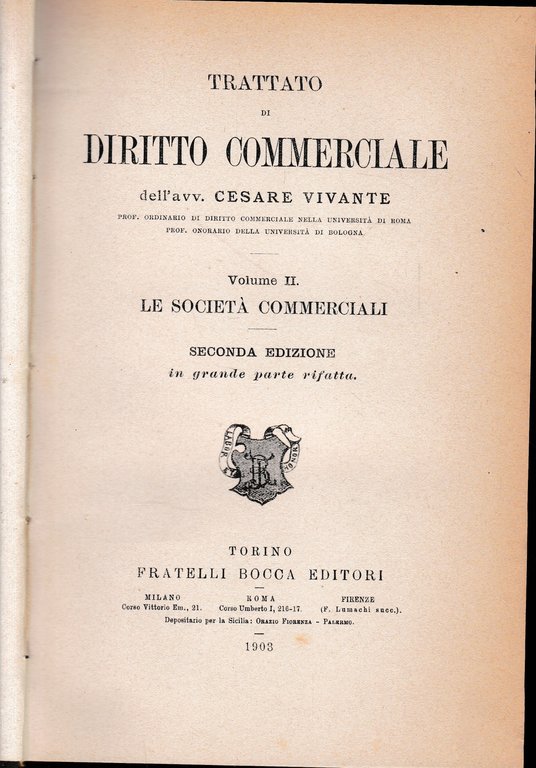 TRATTATO
DI
DIRITTO COMMERCIALE
dell'avv. CESARE VIVANTE
PROF. ORDINARIO DI DIRITTO COMMERCIALE NELLA UNIVERSITÀ DI ROMA
PROF. ONORARIO DELLA UNIVERSITÀ DI BOLOGNA
Volume II.
LE SOCIETÀ COMMERCIALI
SECONDA EDIZIONE
in grande parte rifatta.
LABOR ET
HONOR
TORINO
FRATELLI BOCCA EDITORI
MILANO ROMA FIRENZE
Corso Vittorio Em., 21. Corso Umberto I, 216-17. (F. Lumachi succ.).
Depositario per la Sicilia: ORAZIO FIORENZA - PALERMO.
1903